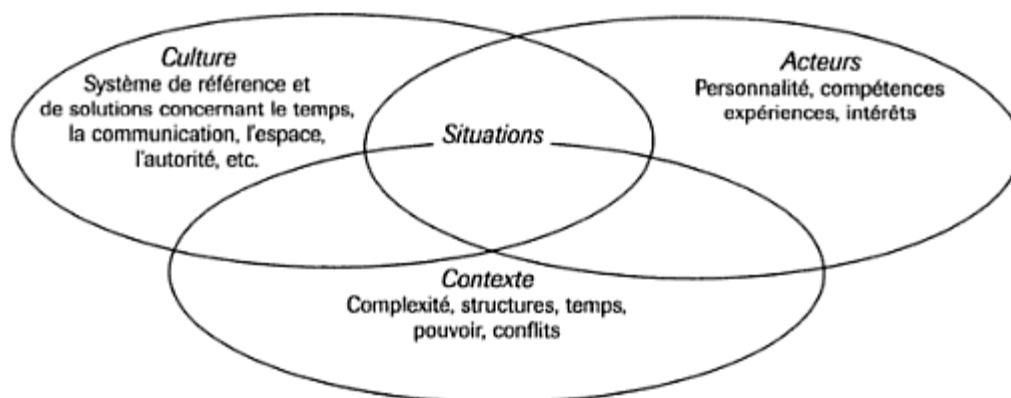 Culture
Système de référence et
de solutions concernant le temps,
la communication, l'espace,
l'autorité, etc.
Acteurs
Personnalité, compétences
expériences, intérêts
Situations
Contexte
Complexité, structures, temps,
pouvoir, conflits